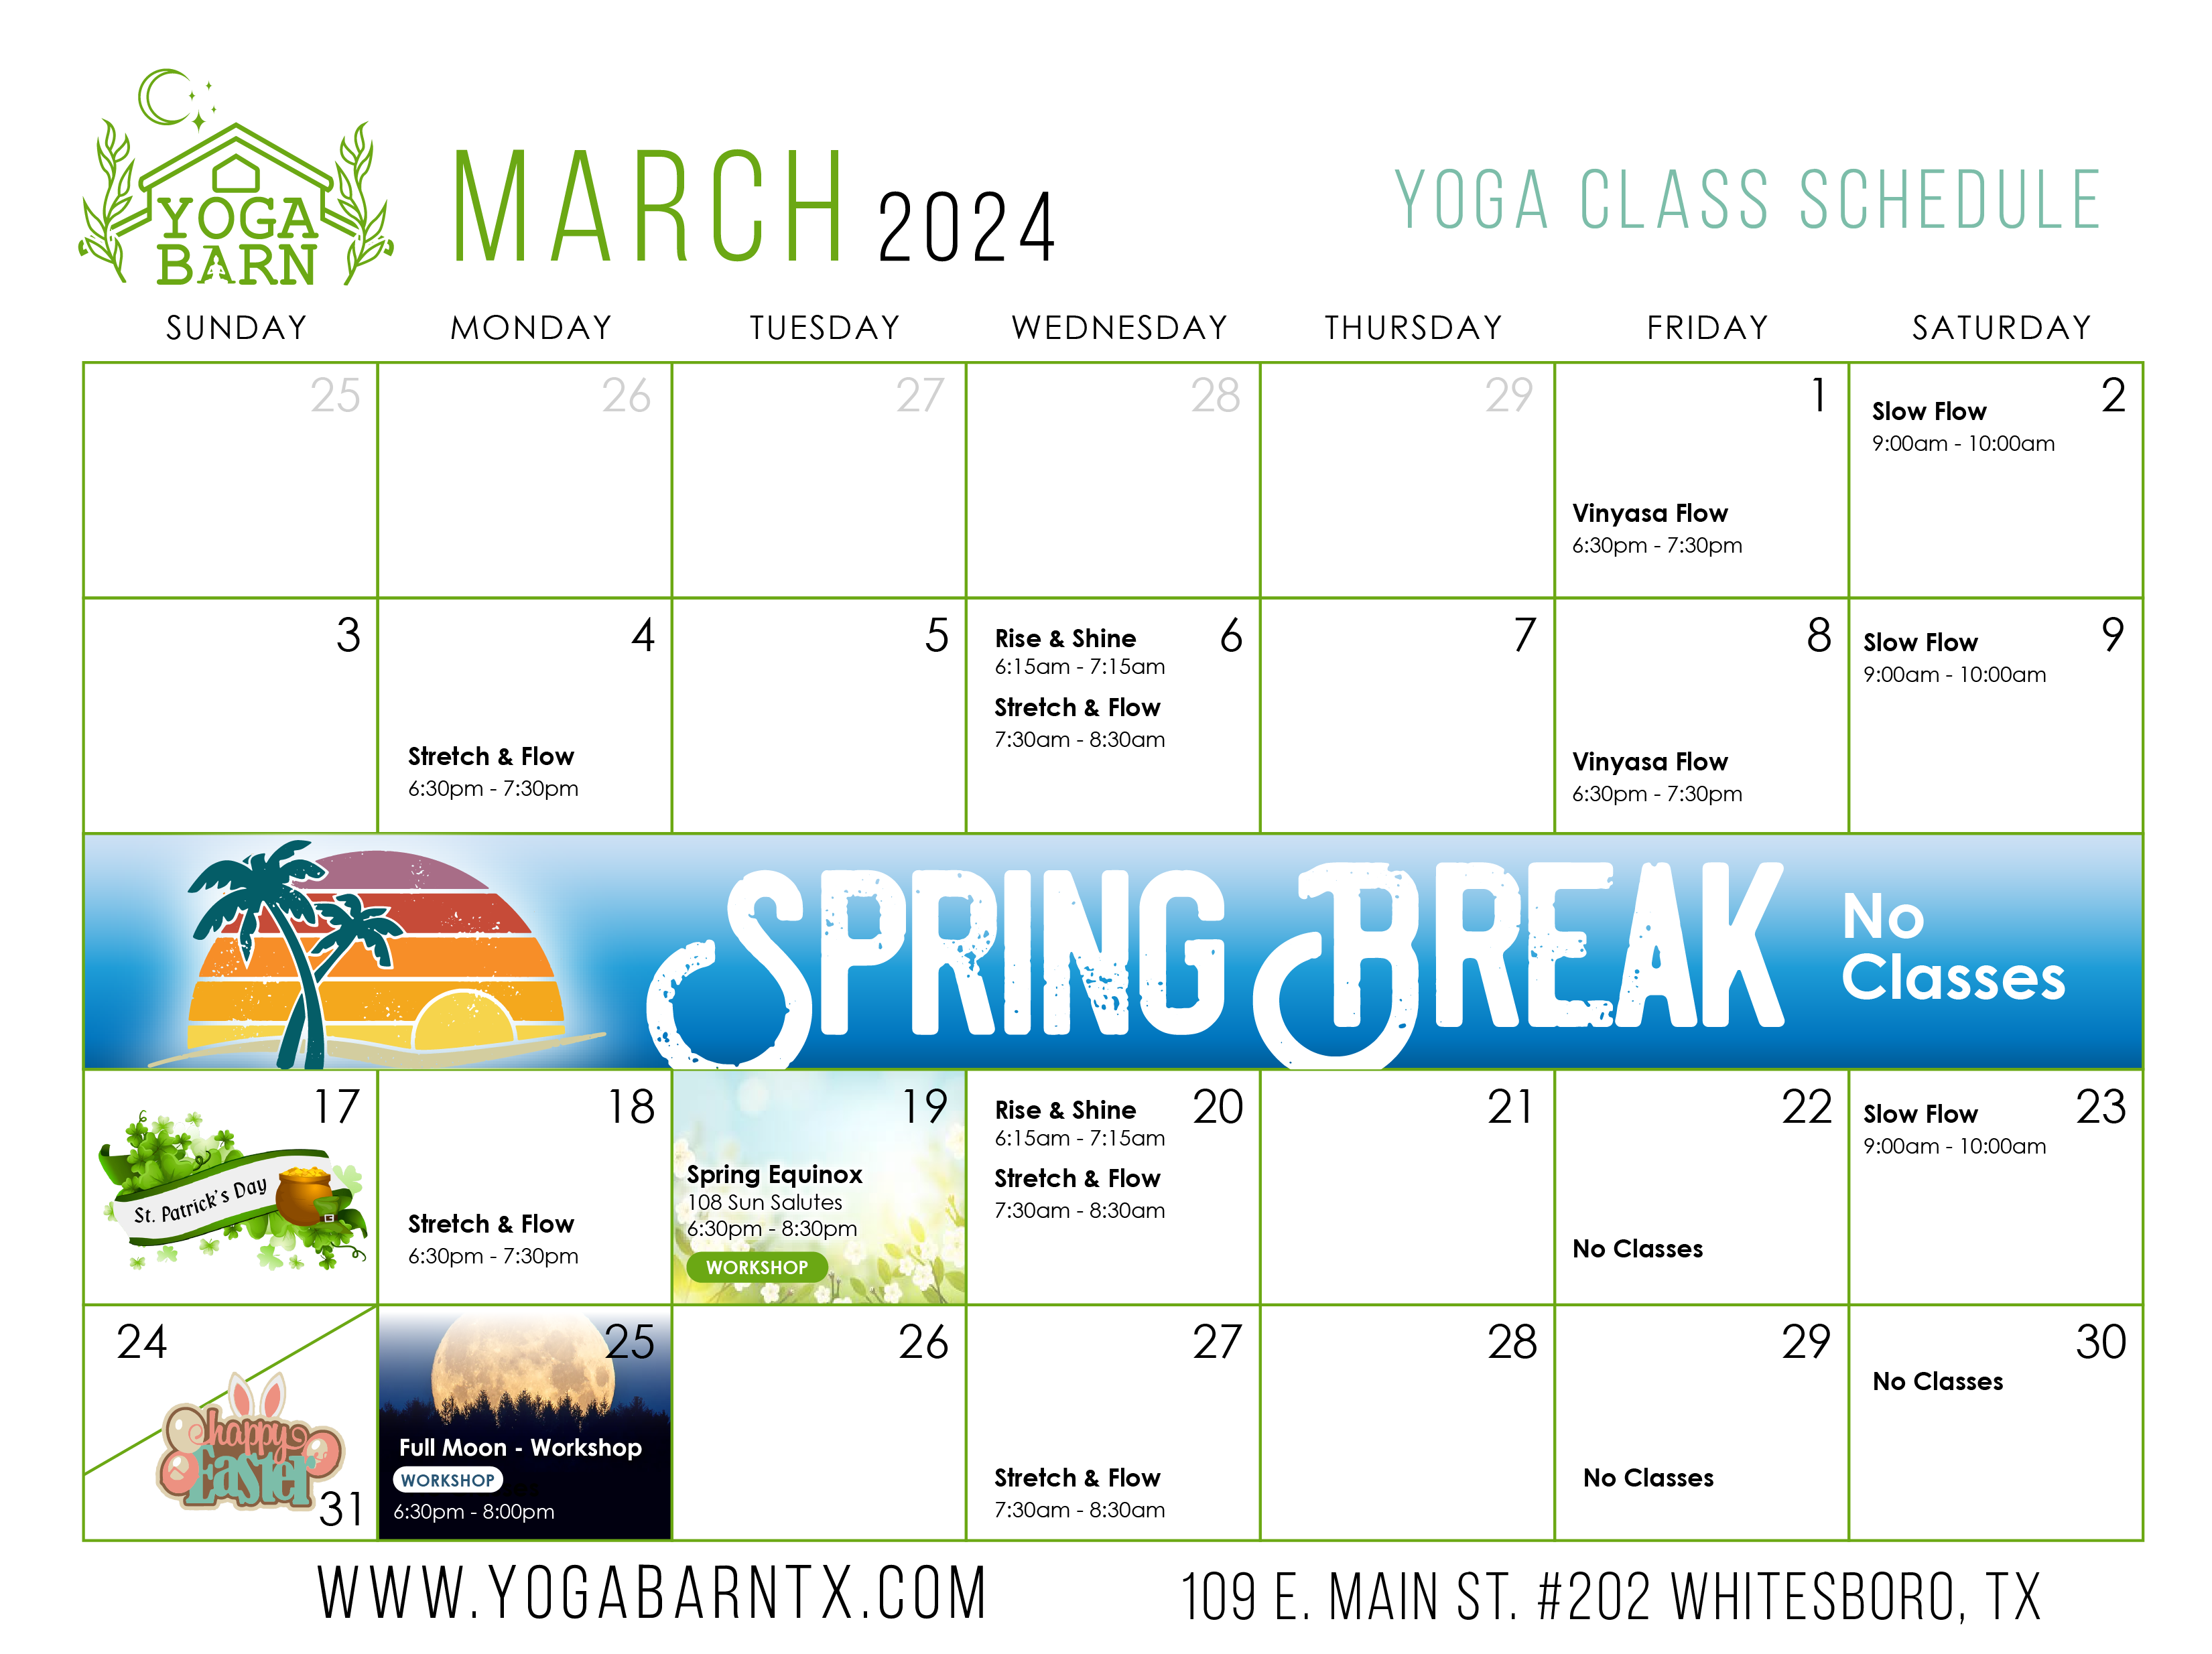 YOGA
BARN
MARCH 2024
YOGA CLASS SCHEDULE
SUNDAY MONDAY TUESDAY WEDNESDAY THURSDAY FRIDAY SATURDAY
25
26
27
28
29
1
Vinyasa Flow
6:30pm - 7:30pm
2
Slow Flow
9:00am - 10:00am
3
4
Stretch & Flow
6:30pm - 7:30pm
5
6
Rise & Shine
6:15am - 7:15am
Stretch & Flow
7:30am - 8:30am
7
8
Vinyasa Flow
6:30pm - 7:30pm
9
Slow Flow
9:00am - 10:00am
SPRING BREAK
No
Classes
17
St. Patrick's Day
18
Stretch & Flow
6:30pm - 7:30pm
19
Spring Equinox
108 Sun Salutes
6:30pm - 8:30pm
WORKSHOP
20
Rise & Shine
6:15am - 7:15am
Stretch & Flow
7:30am - 8:30am
21
22
No Classes
23
Slow Flow
9:00am - 10:00am
24
happy
Easter
31
25
Full Moon - Workshop
WORKSHOP
6:30pm - 8:00pm
26
27
Stretch & Flow
7:30am - 8:30am
28
29
No Classes
30
No Classes
WWW.YOGABARNTX.COM
109 E. MAIN ST. #202 WHITESBORO, TX